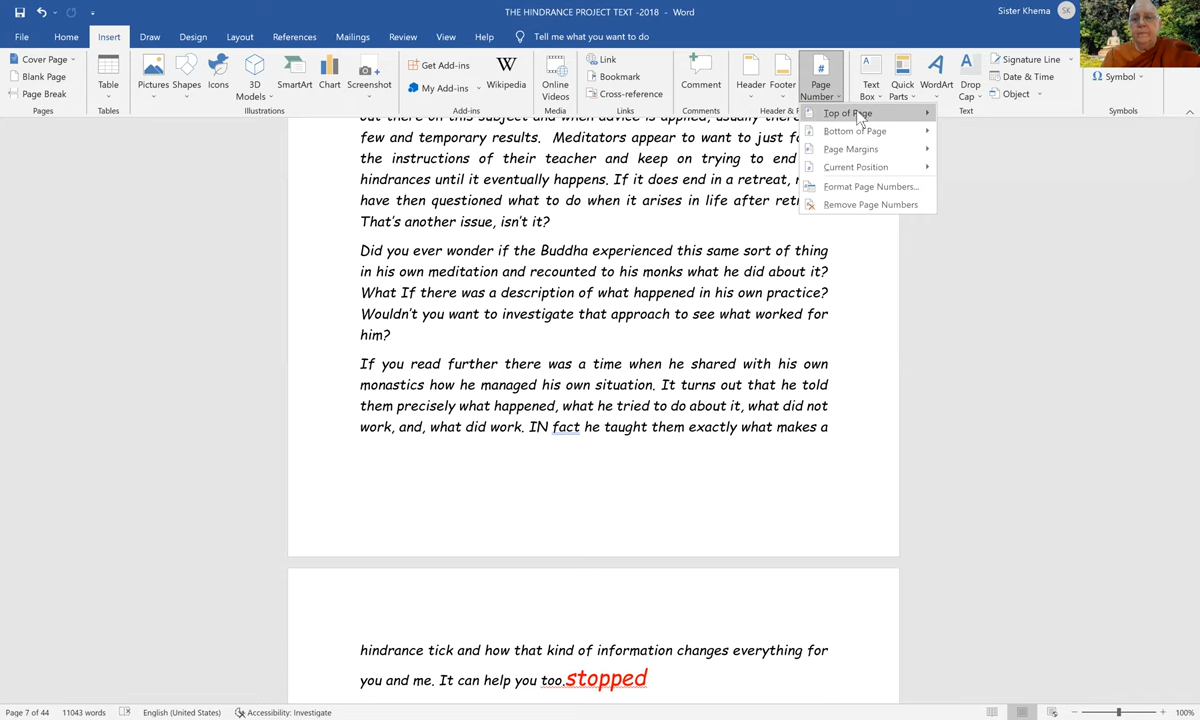 THE HINDRANCE PROJECT TEXT -2018 - Word
Sister Khema SK
File Home Insert Draw Design Layout References Mailings Review View Help Tell me what you want to do
Cover Page
Blank Page
Page Break
Pages
Table
Tables
Pictures Shapes Icons 3D Models SmartArt Chart Screenshot
Illustrations
Get Add-ins
My Add-ins
Wikipedia
Add-ins
Online Videos
Media
Link
Bookmark
Cross-reference
Links
Comment
Comments
Header Footer Page Number
Header & F
Text Box Quick Parts WordArt Drop Cap
Signature Line
Date & Time
Object
Text
Symbol
Symbols
Top of Page
Bottom of Page
Page Margins
Current Position
Format Page Numbers...
Remove Page Numbers
out there on this subject and when advice is applied, usually there
few and temporary results. Meditators appear to want to just fo
the instructions of their teacher and keep on trying to end
hindrances until it eventually happens. If it does end in a retreat,
have then questioned what to do when it arises in life after retr
That's another issue, isn't it?
Did you ever wonder if the Buddha experienced this same sort of thing
in his own meditation and recounted to his monks what he did about it?
What If there was a description of what happened in his own practice?
Wouldn't you want to investigate that approach to see what worked for
him?
If you read further there was a time when he shared with his own
monastics how he managed his own situation. It turns out that he told
them precisely what happened, what he tried to do about it, what did not
work, and, what did work. IN fact he taught them exactly what makes a
hindrance tick and how that kind of information changes everything for
you and me. It can help you too.stopped
Page 7 of 44 11043 words English (United States) Accessibility: Investigate 100%